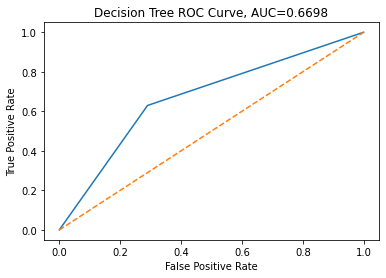 Decision Tree ROC Curve, AUC=0.6698
1.0
0.8
0.6
0.4
0.2
0.0
True Positive Rate
0.0 0.2 0.4 0.6 0.8 1.0
False Positive Rate